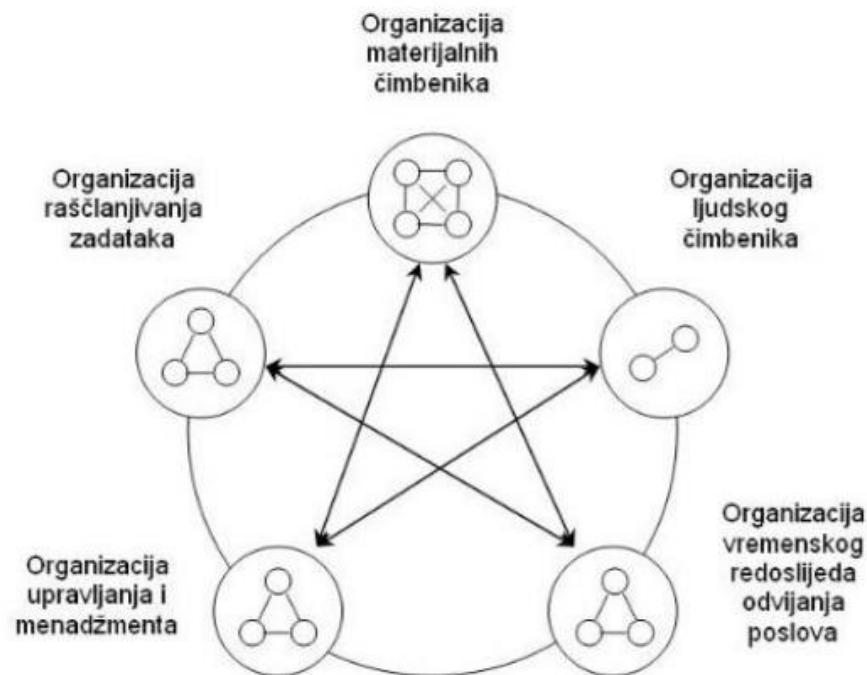 Organizacija
materijalnih
čimbenika
Organizacija
raščlanjivanja
zadataka
Organizacija
ljudskog
čimbenika
Organizacija
upravljanja i
menadžmenta
Organizacija
vremenskog
redoslijeda
odvijanja
poslova